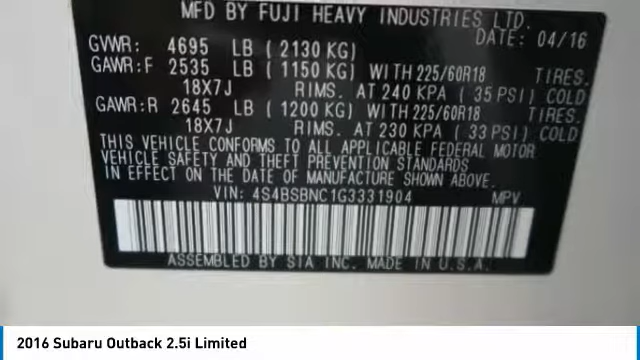 MFD BY FUJI HEAVY INDUSTRIES LTD.
DATE: 04/16
GVWR: 4695 LB ( 2130 KG)
GAWR:F 2535 LB ( 1150 KG) WITH 225/60R18 TIRES.
18X7J RIMS. AT 240 KPA ( 35 PSI) COLD
GAWR:R 2645 LB ( 1200 KG) WITH 225/60R18 TIRES.
18X7J RIMS. AT 230 KPA ( 33 PSI) COLD
THIS VEHICLE CONFORMS TO ALL APPLICABLE FEDERAL MOTOR
VEHICLE SAFETY AND THEFT PREVENTION STANDARDS
IN EFFECT ON THE DATE OF MANUFACTURE SHOWN ABOVE.
VIN: 4S4BSBNC1G3331904 MPV
ASSEMBLED BY SIA INC. MADE IN U.S.A.
2016 Subaru Outback 2.5i Limited